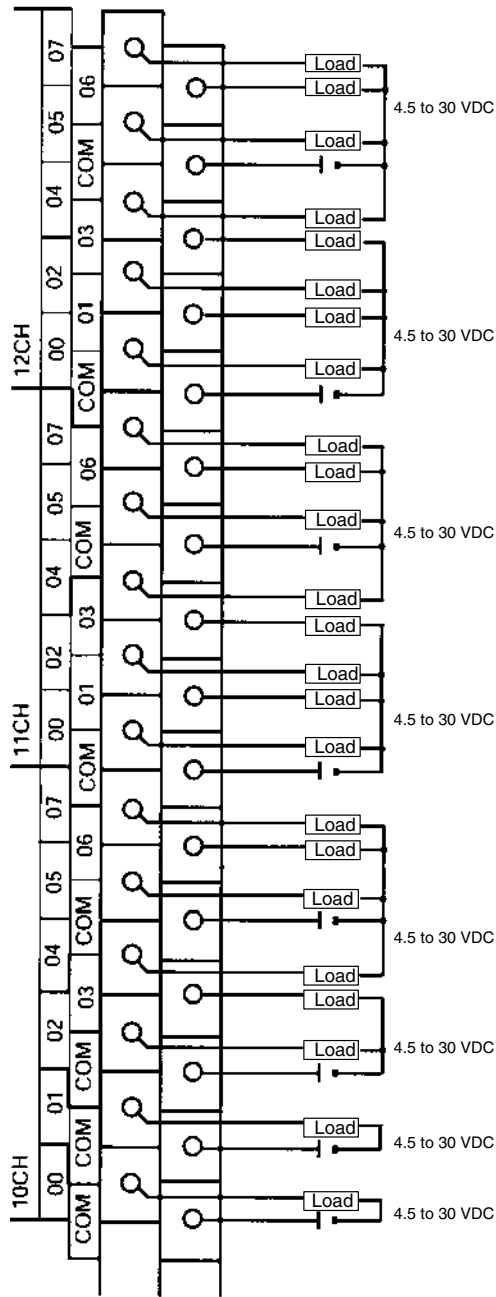 07 Load
06 Load
4.5 to 30 VDC
05 Load
COM
04 Load
03 Load
02 Load
01 Load
4.5 to 30 VDC
12CH 00 Load
COM
07 Load
06 Load
05 Load
4.5 to 30 VDC
COM
04 Load
03 Load
02 Load
01 Load
4.5 to 30 VDC
11CH 00 Load
COM
07 Load
06 Load
05 Load
COM
4.5 to 30 VDC
04 Load
03 Load
02 Load
4.5 to 30 VDC
COM
01 Load
4.5 to 30 VDC
COM
10CH 00 Load
4.5 to 30 VDC
COM